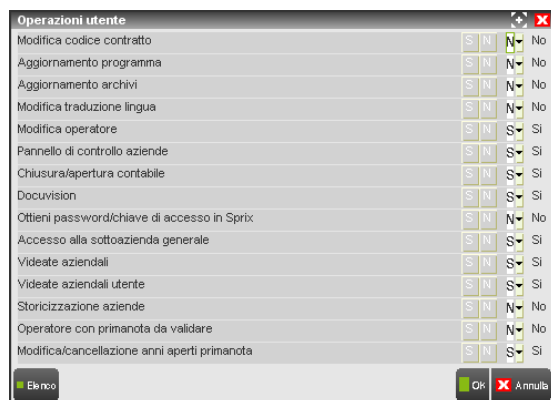 Operazioni utente
Modifica codice contratto S N N No
Aggiornamento programma S N N No
Aggiornamento archivi S N N No
Modifica traduzione lingua S N N No
Modifica operatore S N S Si
Pannello di controllo aziende S N S Si
Chiusura/apertura contabile S N S Si
Docuvision S N S Si
Ottieni password/chiave di accesso in Sprix S N N No
Accesso alla sottoazienda generale S N S Si
Videate aziendali S N S Si
Videate aziendali utente S N S Si
Storicizzazione aziende S N N No
Operatore con primanota da validare S N N No
Modifica/cancellazione anni aperti primanota S N S Si
Elenco Ok Annulla